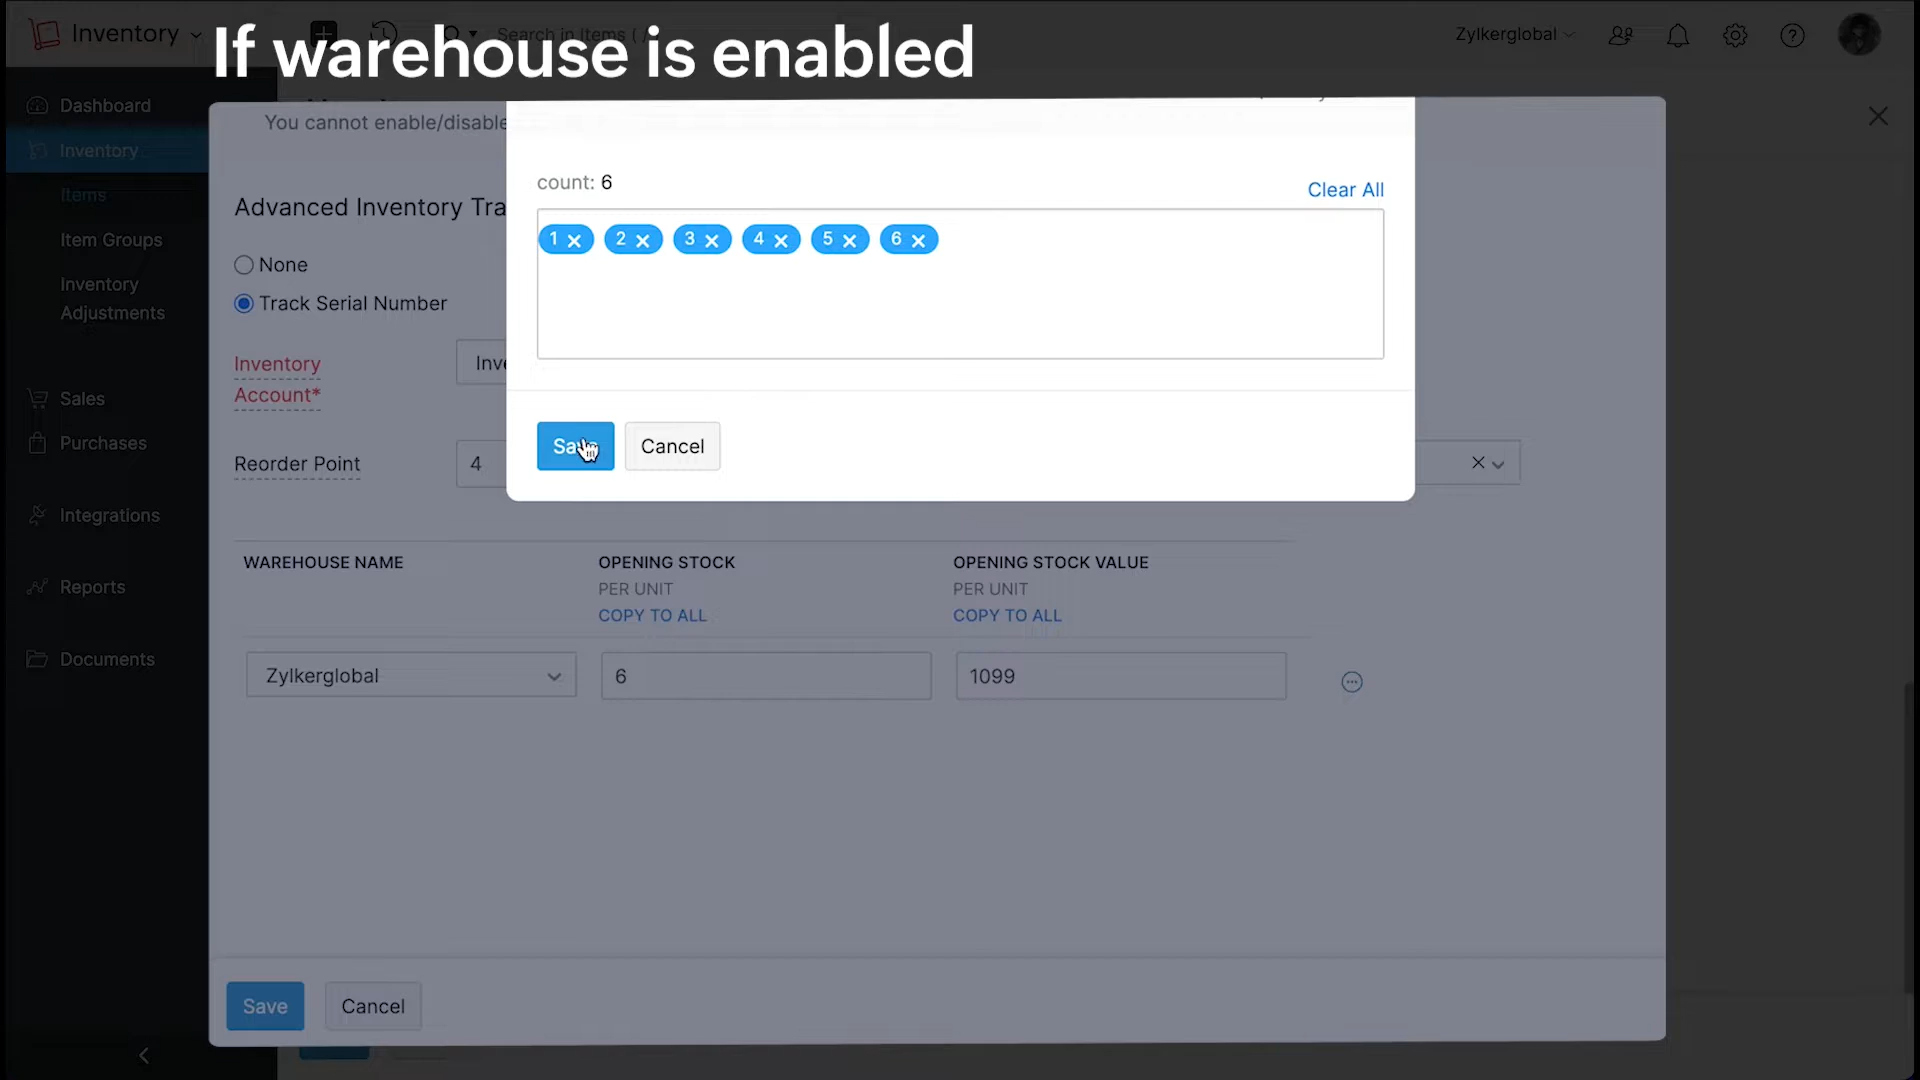 Inventory
If warehouse is enabled
Search in Items ( /
Zylkerglobal
Dashboard
Inventory
Items
Item Groups
Inventory
Adjustments
Sales
Purchases
Integrations
Reports
Documents
You cannot enable/disable
Advanced Inventory Tra
None
Track Serial Number
Inventory
Account*
Inve
Reorder Point
4
count: 6
Clear All
1 2 3 4 5 6
Save
Cancel
WAREHOUSE NAME
OPENING STOCK
PER UNIT
COPY TO ALL
OPENING STOCK VALUE
PER UNIT
COPY TO ALL
Zylkerglobal
6
1099
Save
Cancel